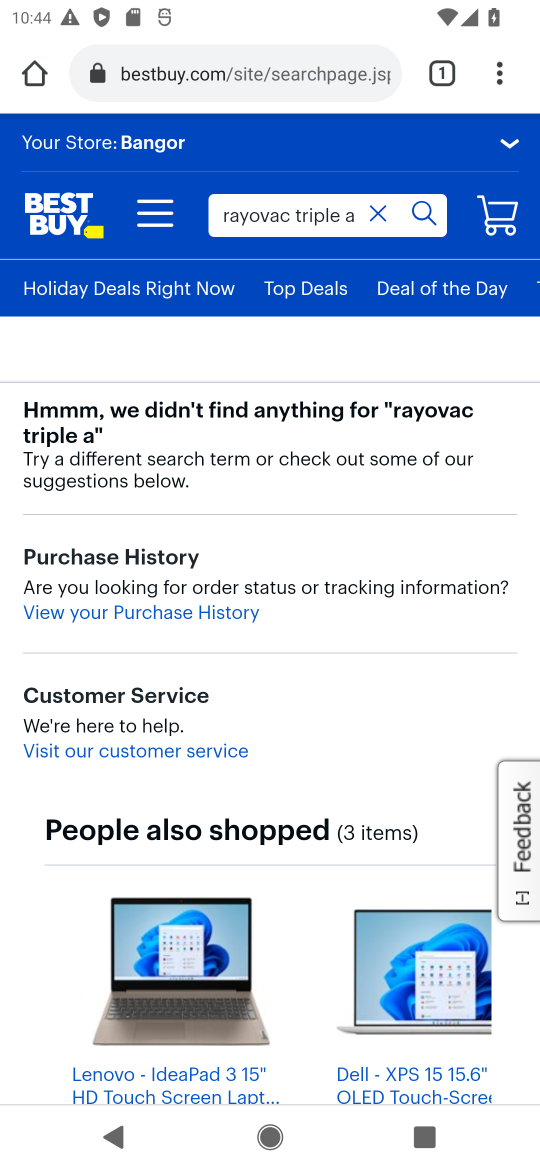 10:44
bestbuy.com/site/searchpage.jsp
1
Your Store: Bangor
BEST BUY
rayovac triple a
Holiday Deals Right Now Top Deals Deal of the Day
Hmmm, we didn't find anything for "rayovac
triple a"
Try a different search term or check out some of our
suggestions below.
Purchase History
Are you looking for order status or tracking information?
View your Purchase History
Customer Service
We're here to help.
Visit our customer service
Feedback
People also shopped (3 items)
Lenovo - IdeaPad 3 15"
HD Touch Screen Lapt...
Dell - XPS 15 15.6"
OLED Touch-Scree